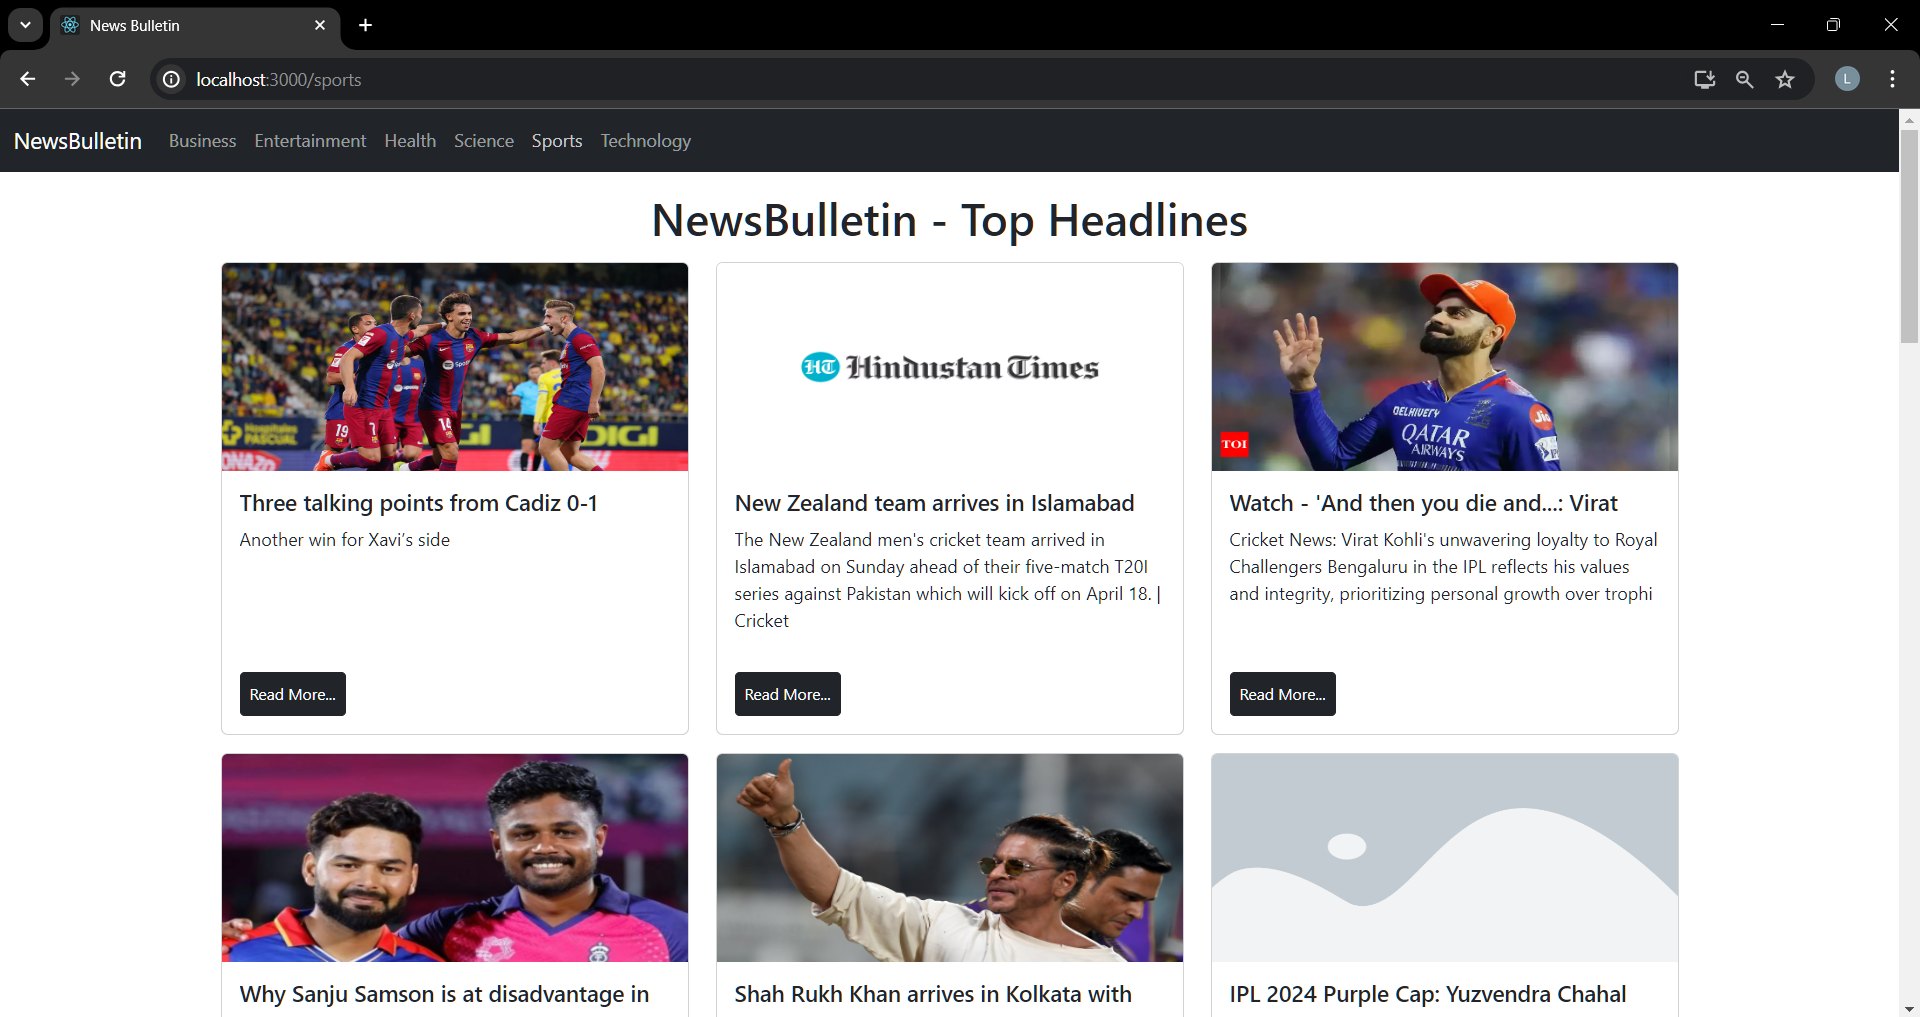 News Bulletin
localhost:3000/sports
L
NewsBulletin Business Entertainment Health Science Sports Technology
NewsBulletin - Top Headlines
19
1
14
DIGI
HT Hindustan Times
DELHIVERY
QATAR
AIRWAYS
Jio
TOI
Three talking points from Cadiz 0-1
Another win for Xavi's side
Read More...
New Zealand team arrives in Islamabad
The New Zealand men's cricket team arrived in
Islamabad on Sunday ahead of their five-match T20I
series against Pakistan which will kick off on April 18. |
Cricket
Read More...
Watch - 'And then you die and...: Virat
Cricket News: Virat Kohli's unwavering loyalty to Royal
Challengers Bengaluru in the IPL reflects his values
and integrity, prioritizing personal growth over trophi
Read More...
Why Sanju Samson is at disadvantage in
Shah Rukh Khan arrives in Kolkata with
IPL 2024 Purple Cap: Yuzvendra Chahal